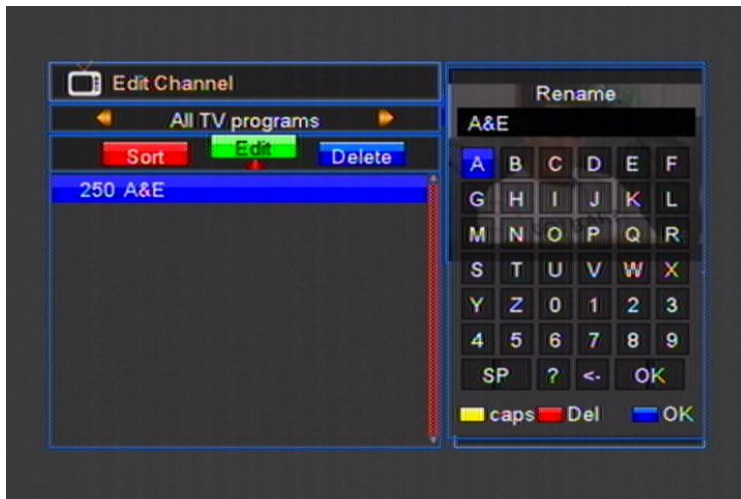 Edit Channel
All TV programs
Sort Edit Delete
250 A&E
Rename
A&E
A B C D E F
G H I J K L
M N O P Q R
S T U V W X
Y Z 0 1 2 3
4 5 6 7 8 9
SP ? <- OK
caps Del OK